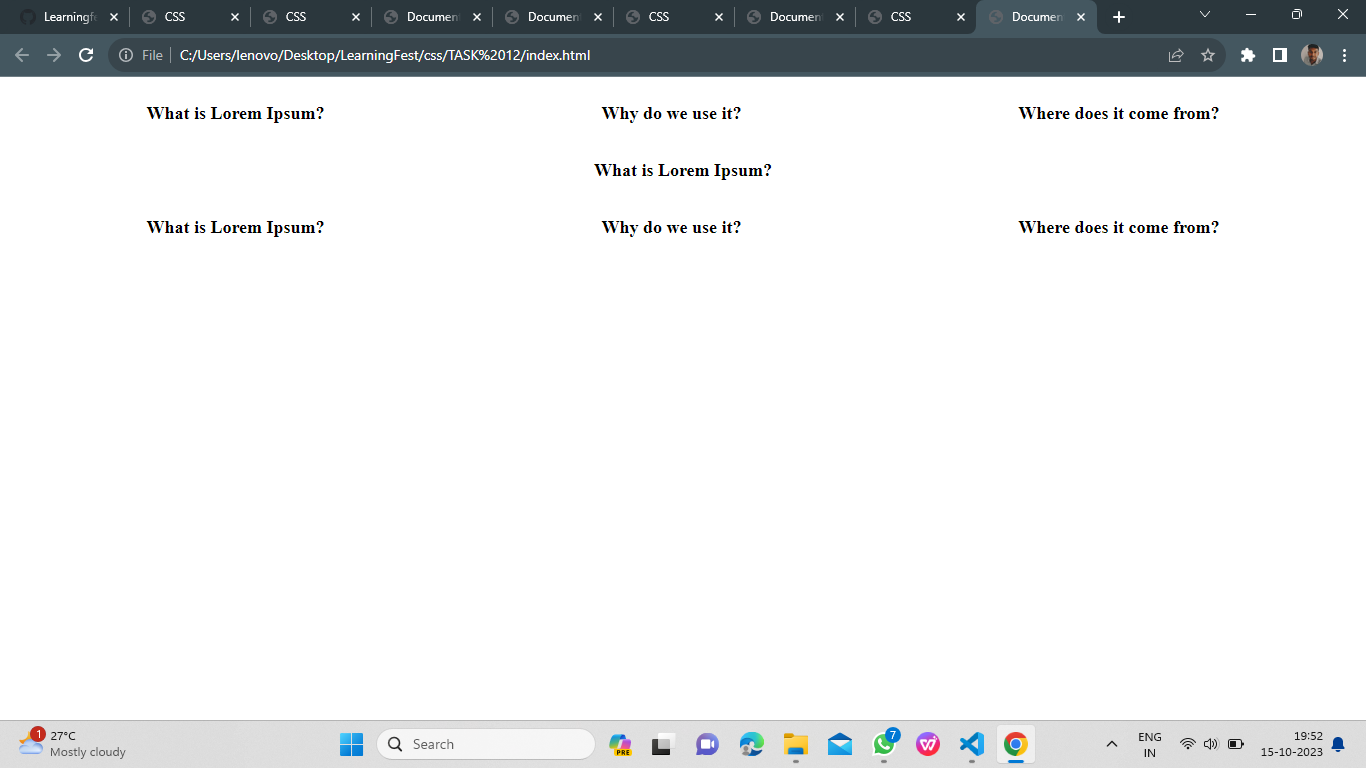 Learningfe CSS CSS Documen Documen CSS Documen CSS Documen
File C:/Users/lenovo/Desktop/LearningFest/css/TASK%2012/index.html
What is Lorem Ipsum? Why do we use it? Where does it come from?
What is Lorem Ipsum?
What is Lorem Ipsum? Why do we use it? Where does it come from?
1 27°C
Mostly cloudy
Search
PRE
7
ENG
IN
19:52
15-10-2023